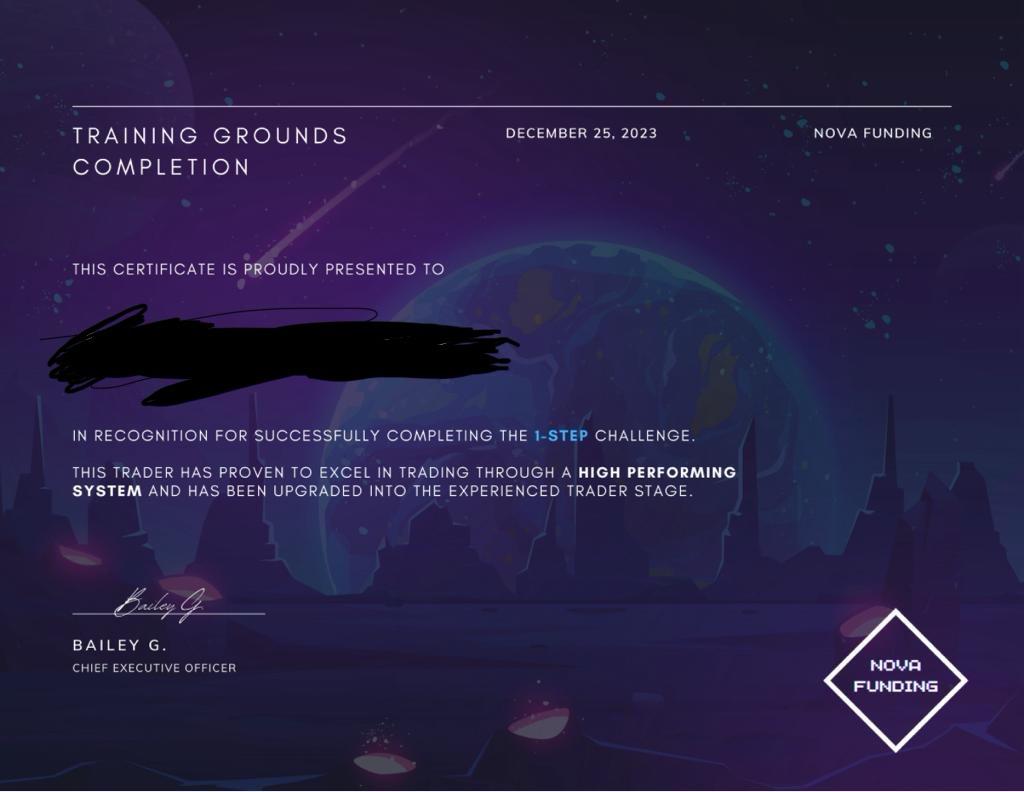 TRAINING GROUNDS
COMPLETION
DECEMBER 25, 2023
NOVA FUNDING
THIS CERTIFICATE IS PROUDLY PRESENTED TO
IN RECOGNITION FOR SUCCESSFULLY COMPLETING THE 1-STEP CHALLENGE.
THIS TRADER HAS PROVEN TO EXCEL IN TRADING THROUGH A HIGH PERFORMING
SYSTEM AND HAS BEEN UPGRADED INTO THE EXPERIENCED TRADER STAGE.
Bailey G
BAILEY G.
CHIEF EXECUTIVE OFFICER
NOVA
FUNDING